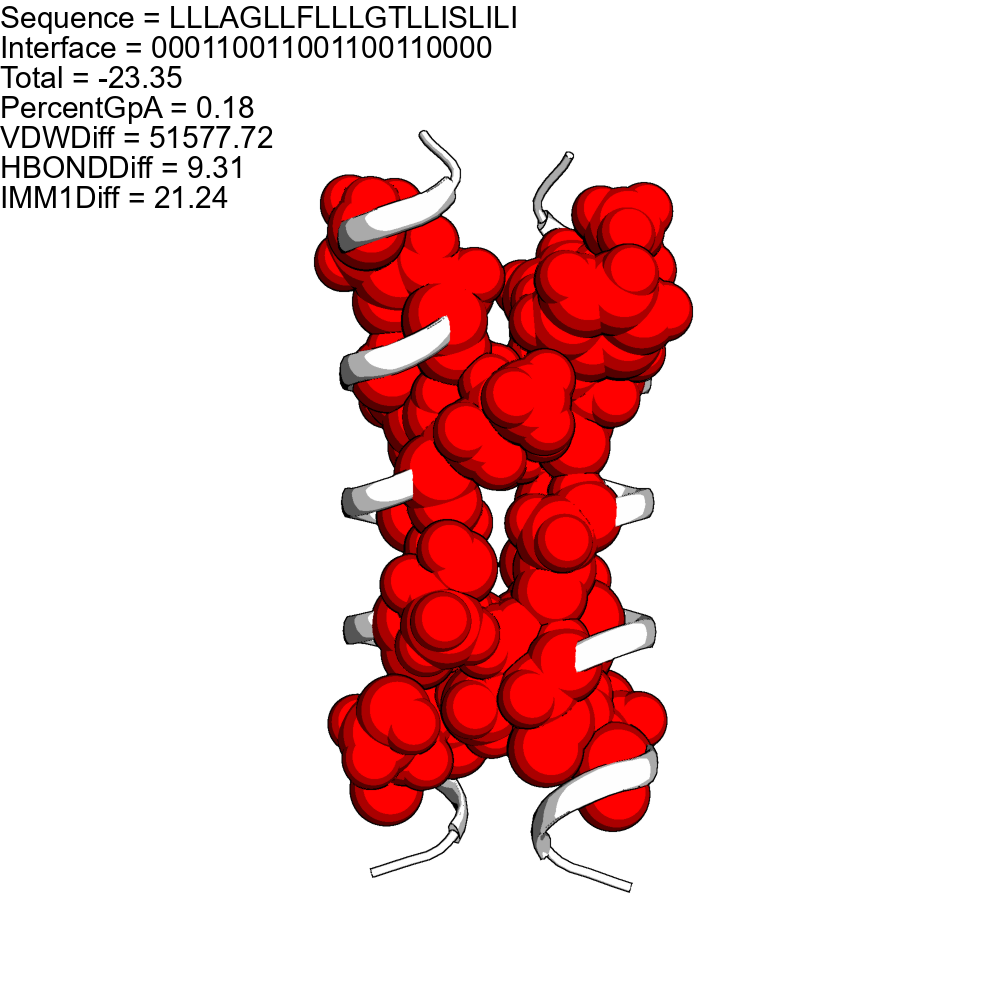 Sequence = LLLAGLLFLLLGTLLISLILI
Interface = 000110011001100110000
Total = -23.35
PercentGpA = 0.18
VDWDiff = 51577.72
HBONDDiff = 9.31
IMM1Diff = 21.24